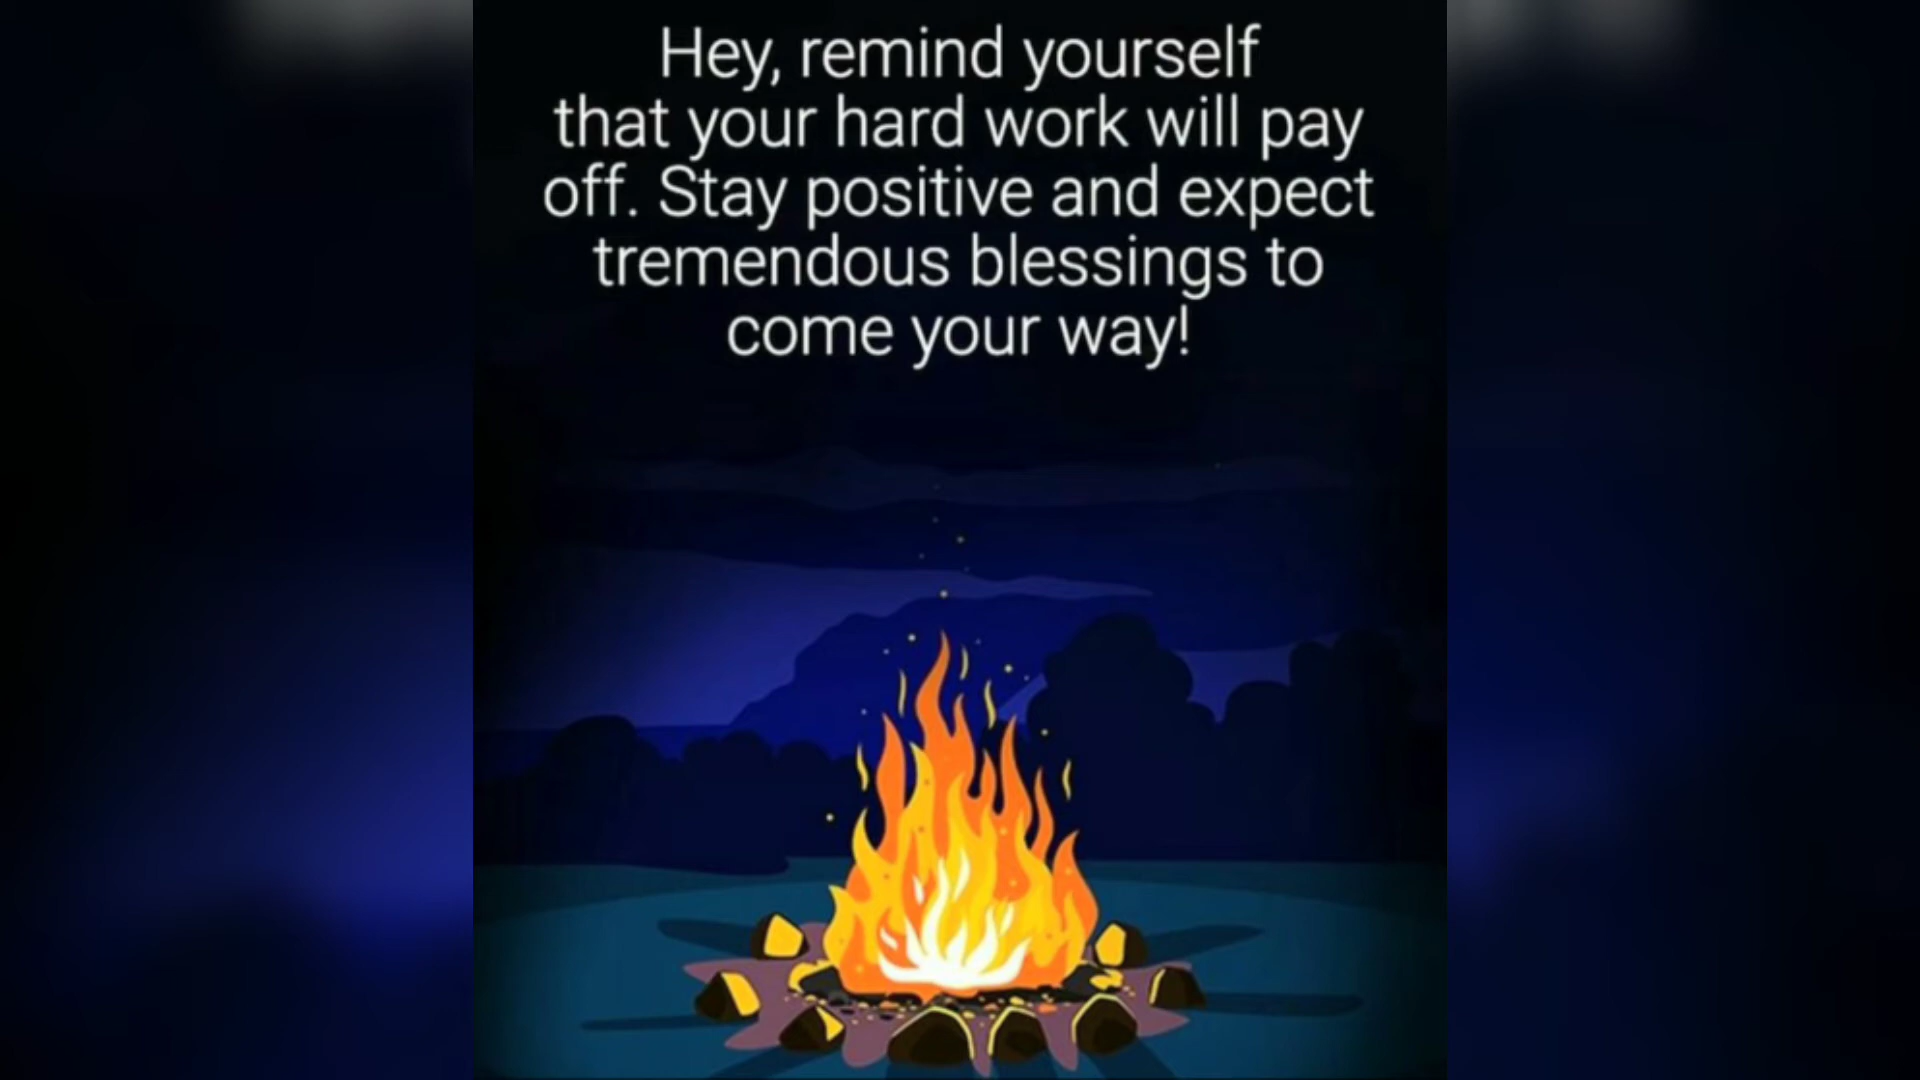 Hey, remind yourself
that your hard work will pay
off. Stay positive and expect
tremendous blessings to
come your way!